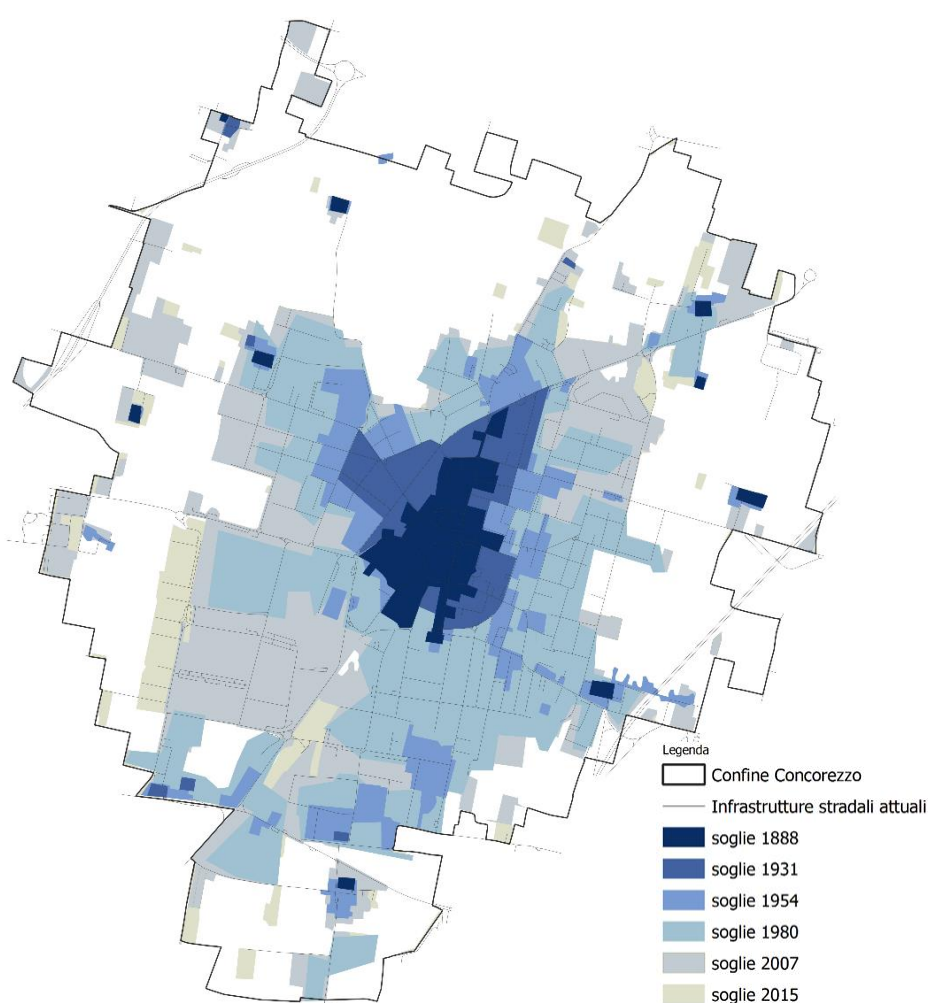 Legenda
Confine Concorezzo
Infrastrutture stradali attuali
soglie 1888
soglie 1931
soglie 1954
soglie 1980
soglie 2007
soglie 2015